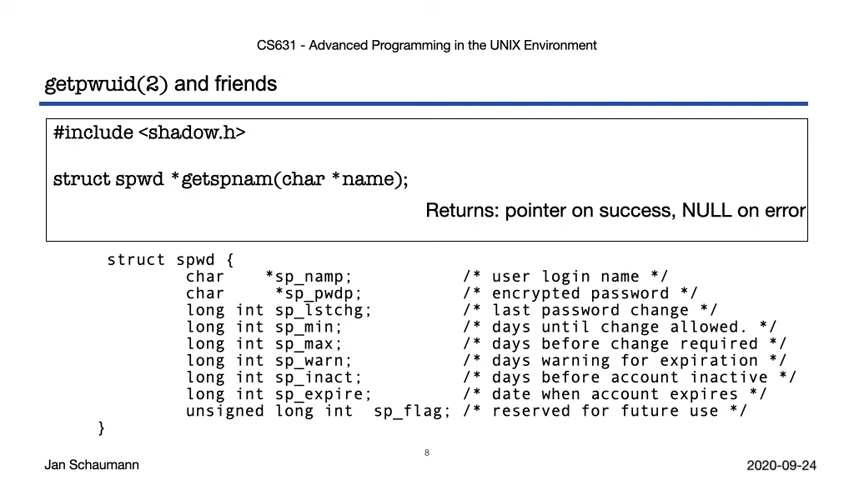 CS631 - Advanced Programming in the UNIX Environment
getpwuid(2) and friends
#include <shadow.h>
struct spwd *getspnam(char *name);
Returns: pointer on success, NULL on error
struct spwd {
char *sp_namp; /* user login name */
char *sp_pwdp; /* encrypted password */
long int sp_lstchg; /* last password change */
long int sp_min; /* days until change allowed. */
long int sp_max; /* days before change required */
long int sp_warn; /* days warning for expiration */
long int sp_inact; /* days before account inactive */
long int sp_expire; /* date when account expires */
unsigned long int sp_flag; /* reserved for future use */
}
8
Jan Schaumann
2020-09-24